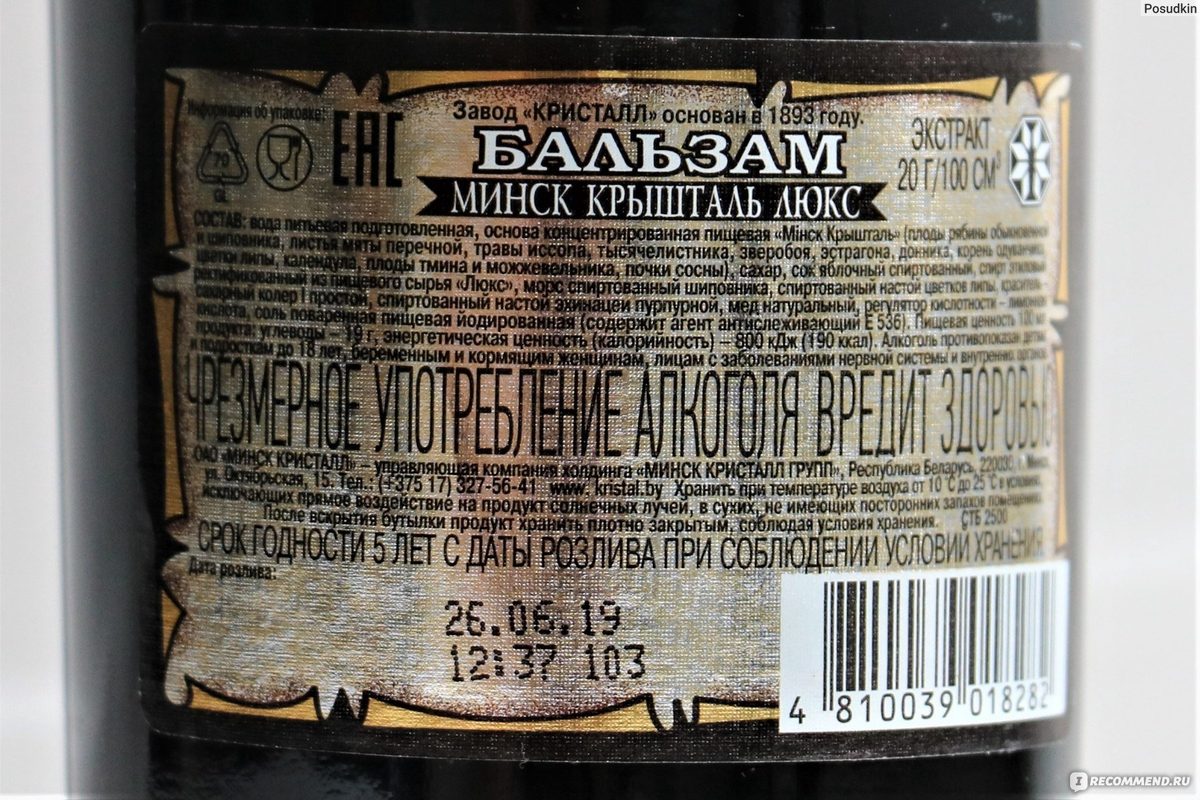 Posudkin
Информация об упаковке:
70
GL
EAC
Завод «КРИСТАЛЛ» основан в 1893 году.
БАЛЬЗАМ
МИНСК КРЫШТАЛЬ ЛЮКС
ЭКСТРАКТ
20 Г/100 СМ³
СОСТАВ: вода питьевая подготовленная, основа концентрированная пищевая «Мінск Крышталь» (плоды рябины обыкновенной
и шиповника, листья мяты перечной, травы иссопа, тысячелистника, зверобоя, эстрагона, донника, корень одуванчика,
цветки липы, календула, плоды тмина и можжевельника, почки сосны), сахар, сок яблочный спиртованный, спирт этиловый
ректификованный из пищевого сырья «Люкс», морс спиртованный шиповника, спиртованный настой цветков липы, краситель -
сахарный колер I простой, спиртованный настой эхинацеи пурпурной, мед натуральный, регулятор кислотности – лимонная
кислота, соль поваренная пищевая йодированная (содержит агент антислеживающий Е 536). Пищевая ценность 100 мл
продукта: углеводы – 19 г, энергетическая ценность (калорийность) – 800 кДж (190 ккал). Алкоголь противопоказан детям
и подросткам до 18 лет, беременным и кормящим женщинам, лицам с заболеваниями нервной системы и внутренних органов.
ЧРЕЗМЕРНОЕ УПОТРЕБЛЕНИЕ АЛКОГОЛЯ ВРЕДИТ ЗДОРОВЬЮ
ОАО «МИНСК КРИСТАЛЛ» – управляющая компания холдинга «МИНСК КРИСТАЛЛ ГРУПП», Республика Беларусь, 220030, г. Минск,
ул. Октябрьская, 15. Тел.: (+375 17) 327-56-41 www. kristal.by Хранить при температуре воздуха от 10°С до 25°С в условиях,
исключающих прямое воздействие на продукт солнечных лучей, в сухих, не имеющих посторонних запахов помещениях.
После вскрытия бутылки продукт хранить плотно закрытым, соблюдая условия хранения. СТБ 2500
СРОК ГОДНОСТИ 5 ЛЕТ С ДАТЫ РОЗЛИВА ПРИ СОБЛЮДЕНИИ УСЛОВИЙ ХРАНЕНИЯ.
Дата розлива:
26.06.19
12:37 103
4 810039 018282
I RECOMMEND.RU